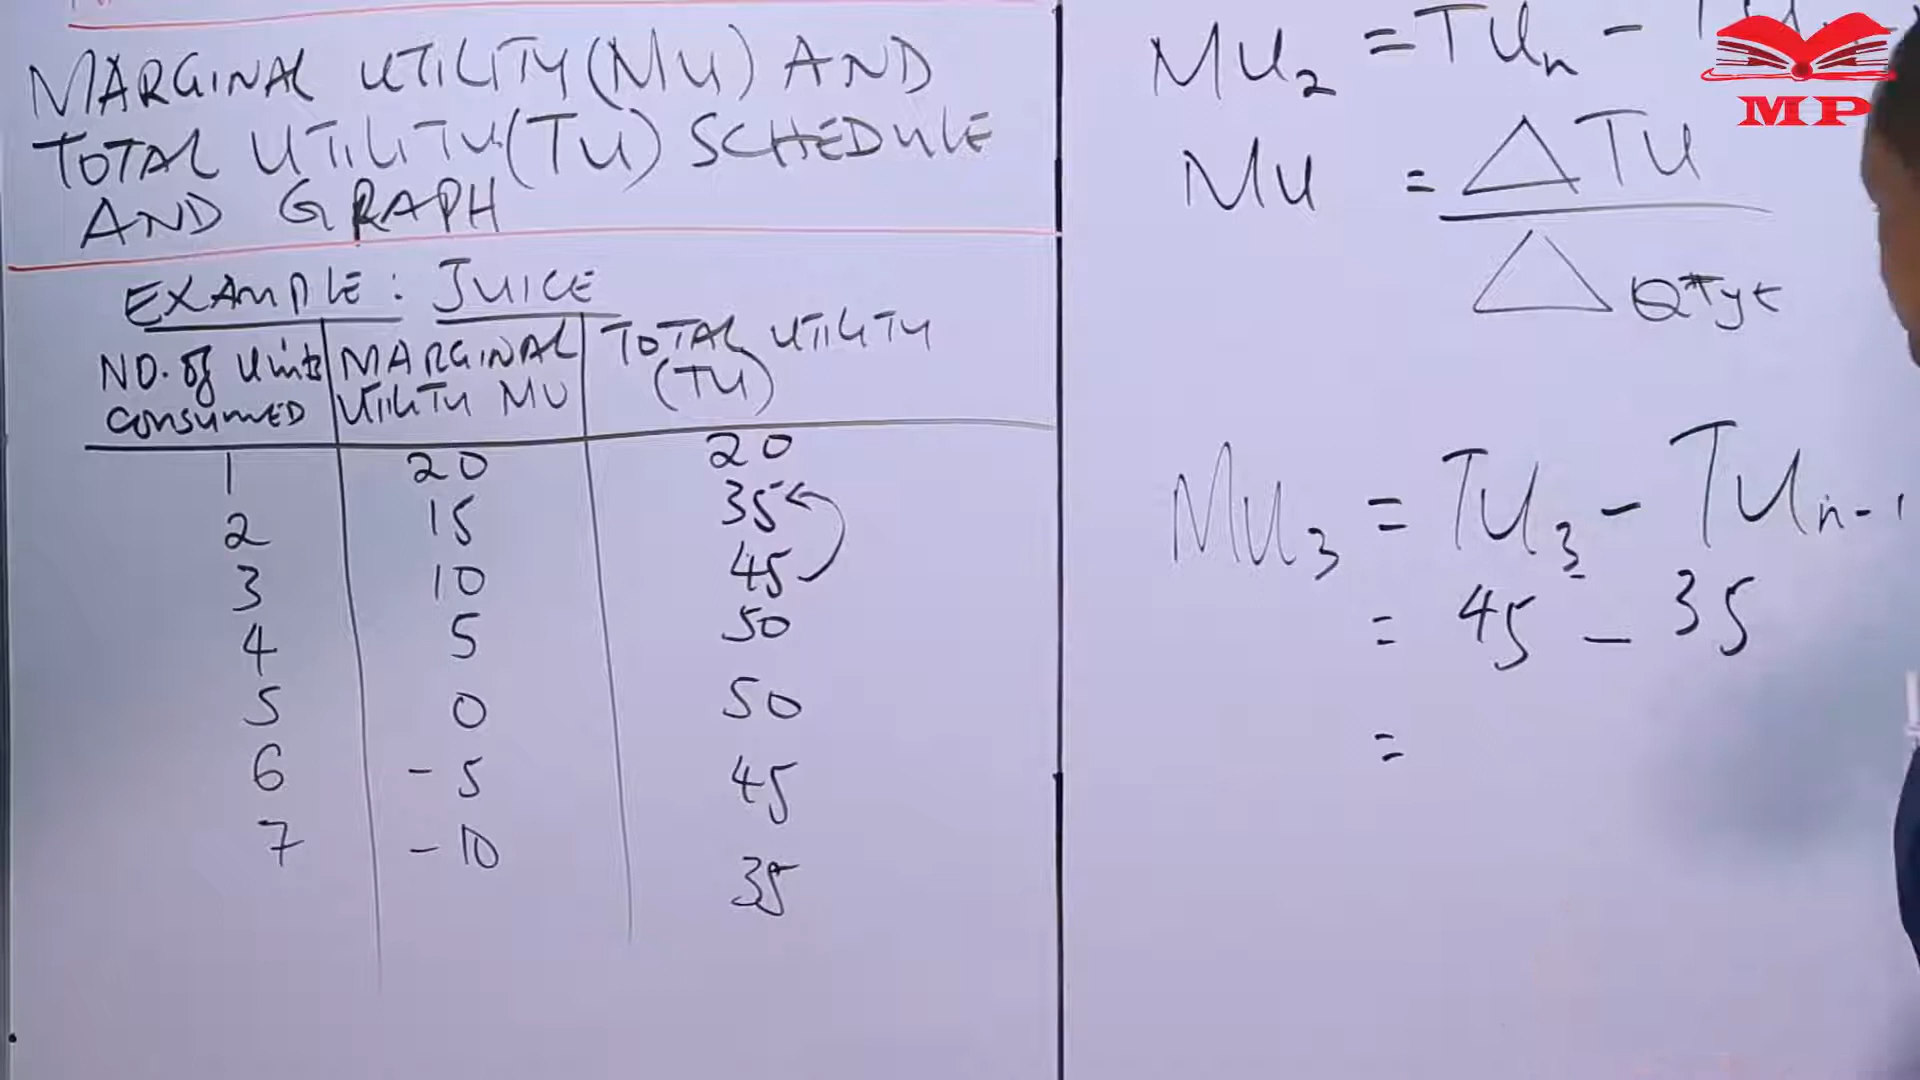 MARGINAL UTILITY (MU) AND
TOTAL UTILITY (TU) SCHEDULE
AND GRAPH
EXAMPLE: JUICE
NO. of Units CONSUMED | MARGINAL UTILITY MU | TOTAL UTILITY (TU)
1 20 20
2 15 35
3 10 45
4 5 50
5 0 50
6 -5 45
7 -10 35
MU₂ = TUₙ -
MU = ΔTU
Δ QTy
MU₃ = TU₃ - TUₙ₋₁
= 45 - 35
=
MP